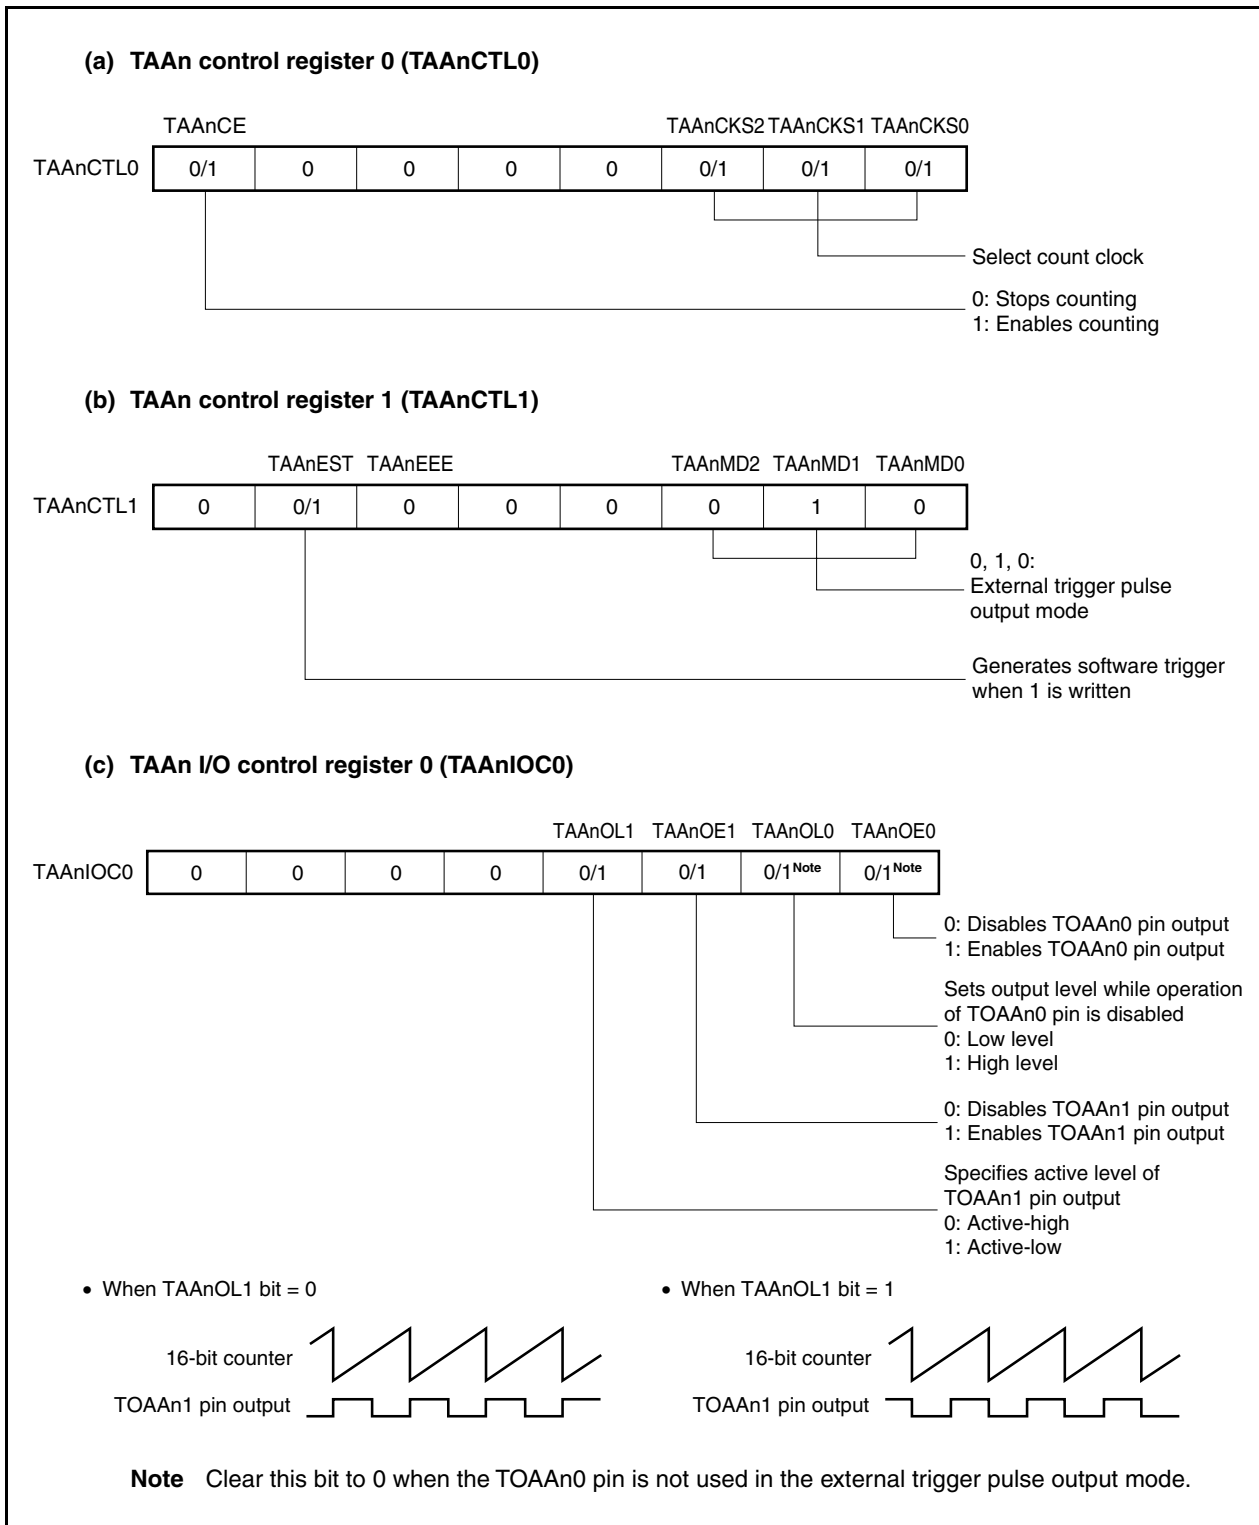 (a) TAAn control register 0 (TAAnCTL0)
TAAnCE TAAnCKS2 TAAnCKS1 TAAnCKS0
TAAnCTL0 0/1 0 0 0 0 0/1 0/1 0/1
Select count clock
0: Stops counting
1: Enables counting
(b) TAAn control register 1 (TAAnCTL1)
TAAnEST TAAnEEE TAAnMD2 TAAnMD1 TAAnMD0
TAAnCTL1 0 0/1 0 0 0 0 1 0
0, 1, 0:
External trigger pulse
output mode
Generates software trigger
when 1 is written
(c) TAAn I/O control register 0 (TAAnIOC0)
TAAnOL1 TAAnOE1 TAAnOL0 TAAnOE0
TAAnIOC0 0 0 0 0 0/1 0/1 0/1Note 0/1Note
0: Disables TOAAn0 pin output
1: Enables TOAAn0 pin output
Sets output level while operation
of TOAAn0 pin is disabled
0: Low level
1: High level
0: Disables TOAAn1 pin output
1: Enables TOAAn1 pin output
Specifies active level of
TOAAn1 pin output
0: Active-high
1: Active-low
• When TAAnOL1 bit = 0
16-bit counter
TOAAn1 pin output
• When TAAnOL1 bit = 1
16-bit counter
TOAAn1 pin output
Note Clear this bit to 0 when the TOAAn0 pin is not used in the external trigger pulse output mode.